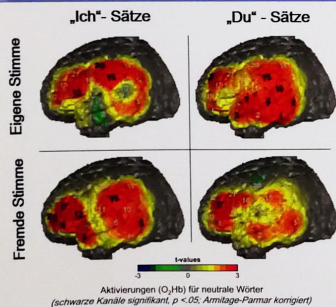 „Ich"- Sätze
„Du" - Sätze
Eigene Stimme
Fremde Stimme
t-values
-3 3
Aktivierungen (O₂Hb) für neutrale Wörter
(schwarze Kanäle signifikant, p <.05; Armitage-Parmar korrigiert)